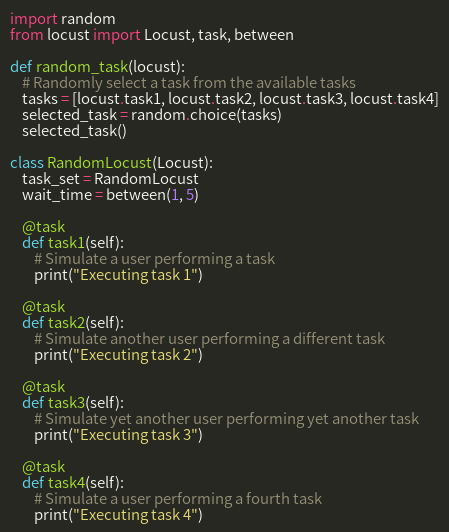 import random
from locust import Locust, task, between

def random_task(locust):
    # Randomly select a task from the available tasks
    tasks = [locust.task1, locust.task2, locust.task3, locust.task4]
    selected_task = random.choice(tasks)
    selected_task()

class RandomLocust(Locust):
    task_set = RandomLocust
    wait_time = between(1, 5)

    @task
    def task1(self):
        # Simulate a user performing a task
        print("Executing task 1")

    @task
    def task2(self):
        # Simulate another user performing a different task
        print("Executing task 2")

    @task
    def task3(self):
        # Simulate yet another user performing yet another task
        print("Executing task 3")

    @task
    def task4(self):
        # Simulate a user performing a fourth task
        print("Executing task 4")